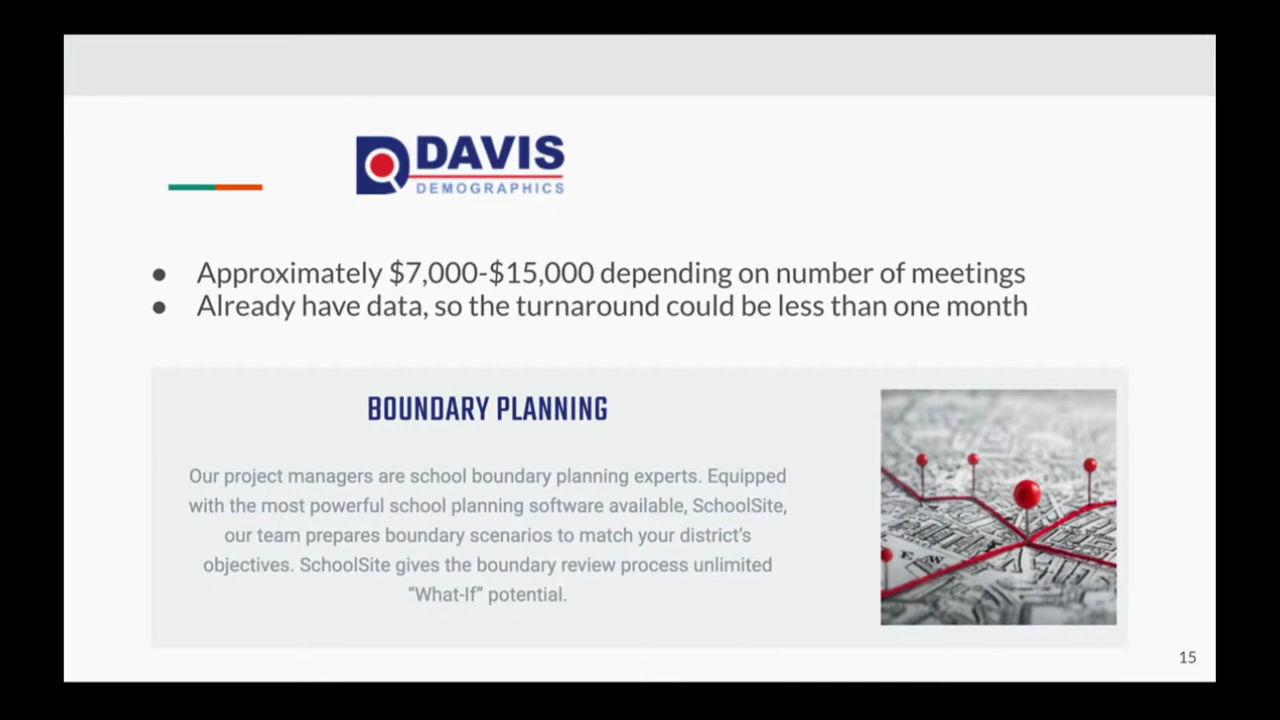 DAVIS
DEMOGRAPHICS
● Approximately $7,000-$15,000 depending on number of meetings
● Already have data, so the turnaround could be less than one month
BOUNDARY PLANNING
Our project managers are school boundary planning experts. Equipped
with the most powerful school planning software available, SchoolSite,
our team prepares boundary scenarios to match your district's
objectives. SchoolSite gives the boundary review process unlimited
“What-If” potential.
15